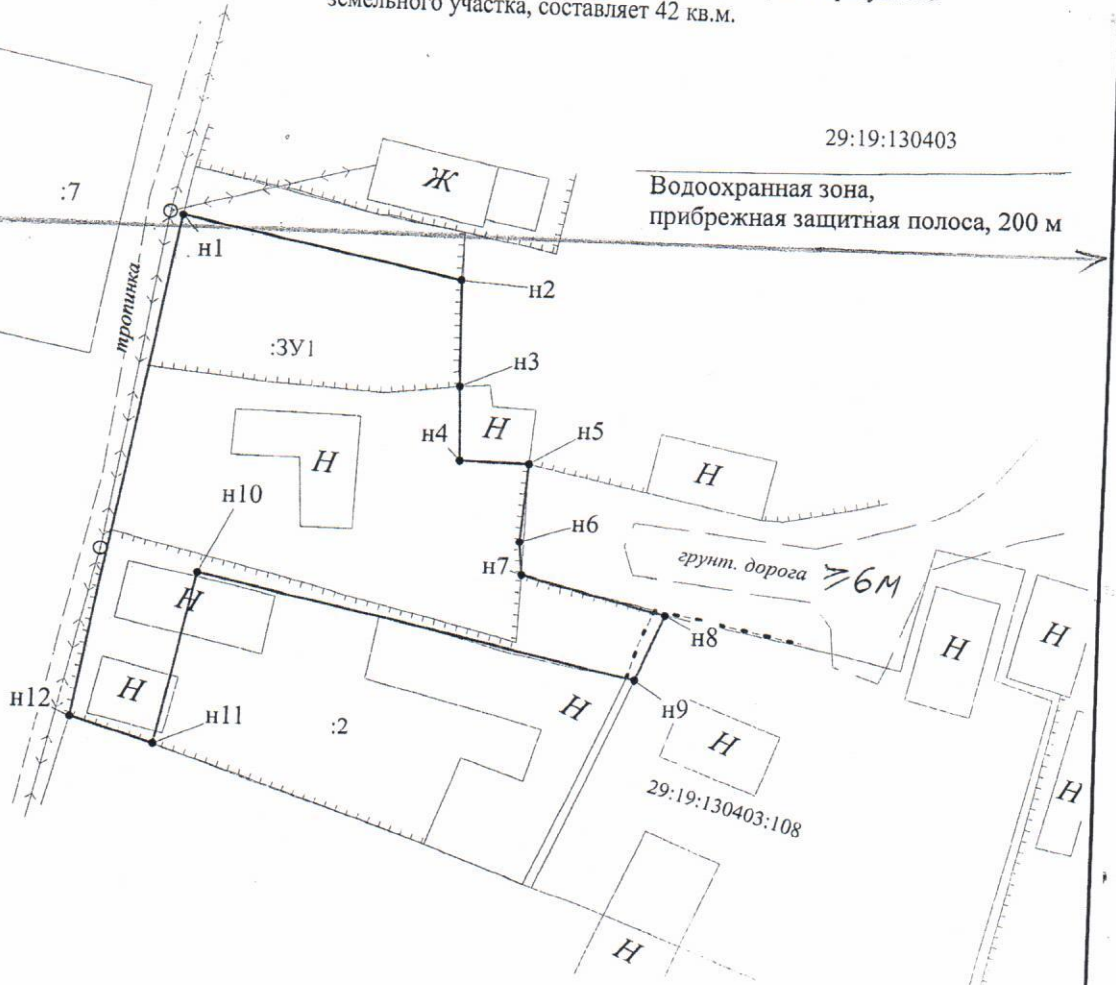 земельного участка, составляет 42 кв.м.
29:19:130403
Водоохранная зона,
прибрежная защитная полоса, 200 м
Ж
:7
н1
н2
тропинка
:ЗУ1
н3
Н
н4
н5
Н
Н
н10
н6
грунт. дорога ⩾6м
н7
Н
н8
Н
Н
Н
н9
н12
Н
н11
:2
Н
Н
29:19:130403:108
Н